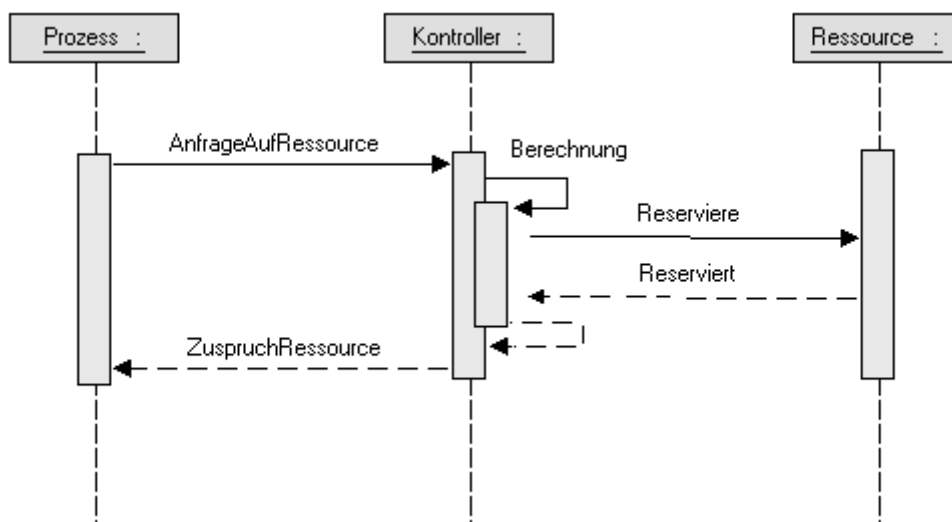 Prozess :
Kontroller :
Ressource :
AnfrageAufRessource
Berechnung
Reserviere
Reserviert
ZuspruchRessource